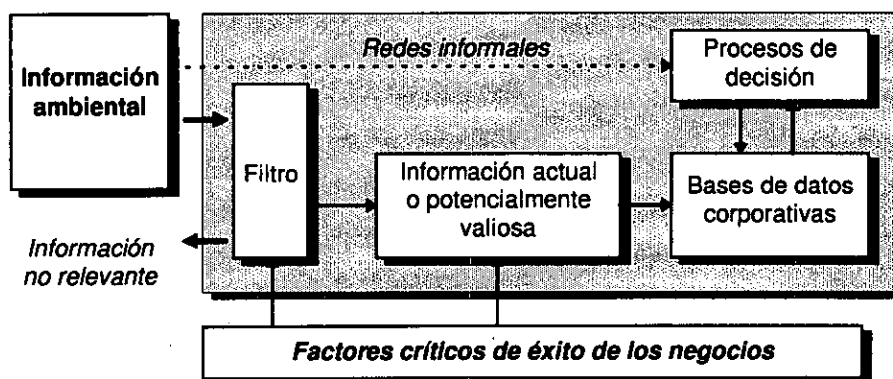 Redes informales
Procesos de
decisión
Información
ambiental
Filtro
Información actual
o potencialmente
valiosa
Bases de datos
corporativas
Información
no relevante
Factores críticos de éxito de los negocios